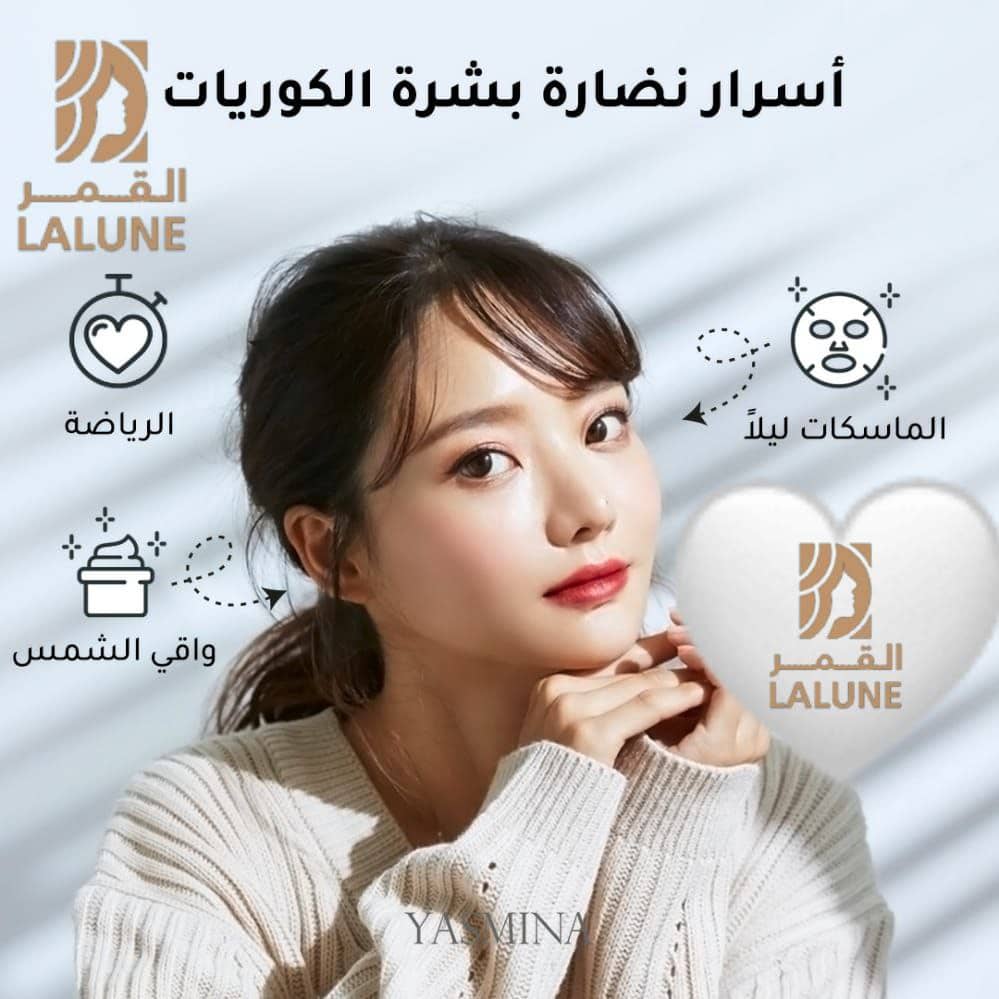 أسرار نضارة بشرة الكوريات
القمر
LALUNE
الرياضة
الماسكات ليلاً
واقي الشمس
القمر
LALUNE
YASMINA